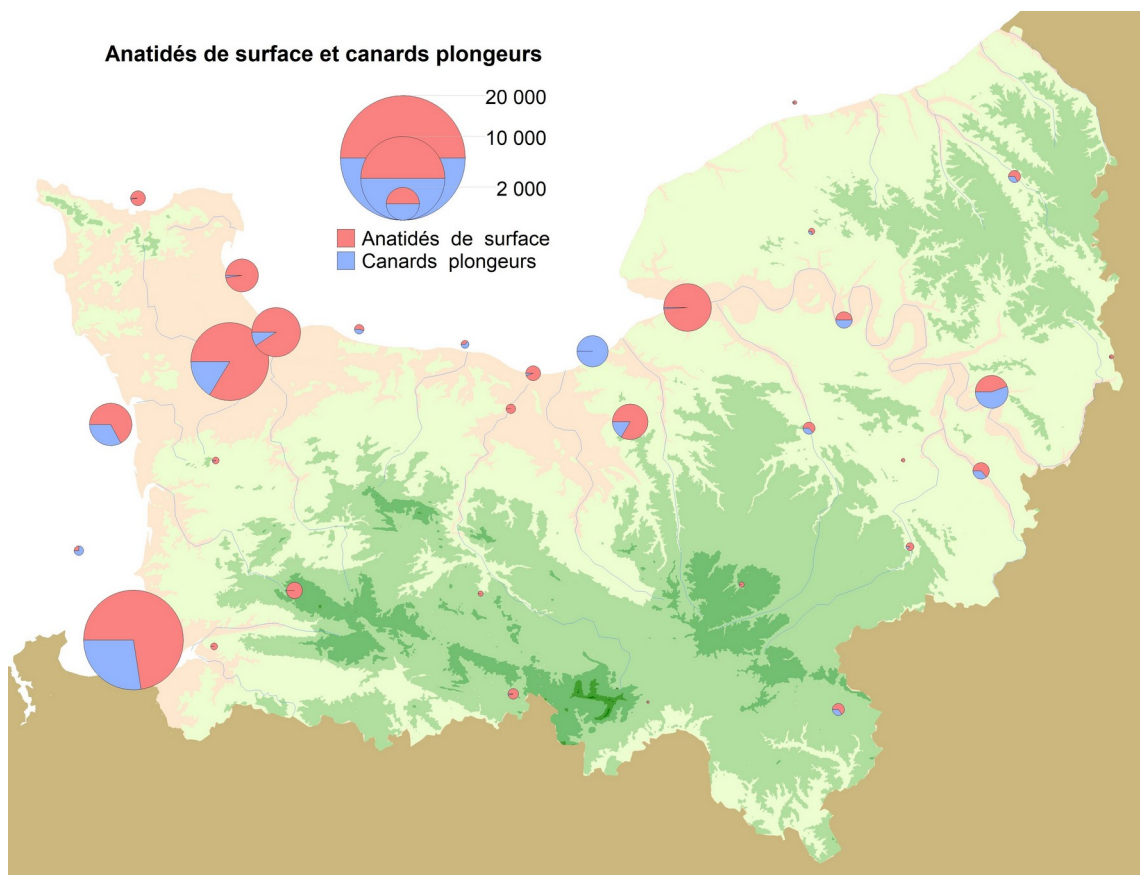 Anatidés de surface et canards plongeurs
20 000
10 000
2 000
Anatidés de surface
Canards plongeurs